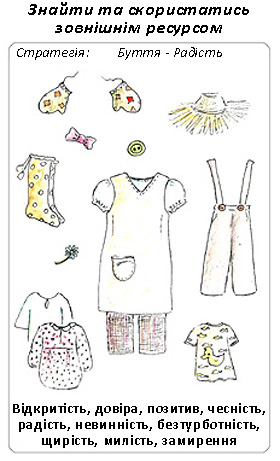 Знайти та скористатись
зовнішнім ресурсом
Стратегія: Буття - Радість
Відкритість, довіра, позитив, чесність,
радість, невинність, безтурботність,
щирість, милість, замирення